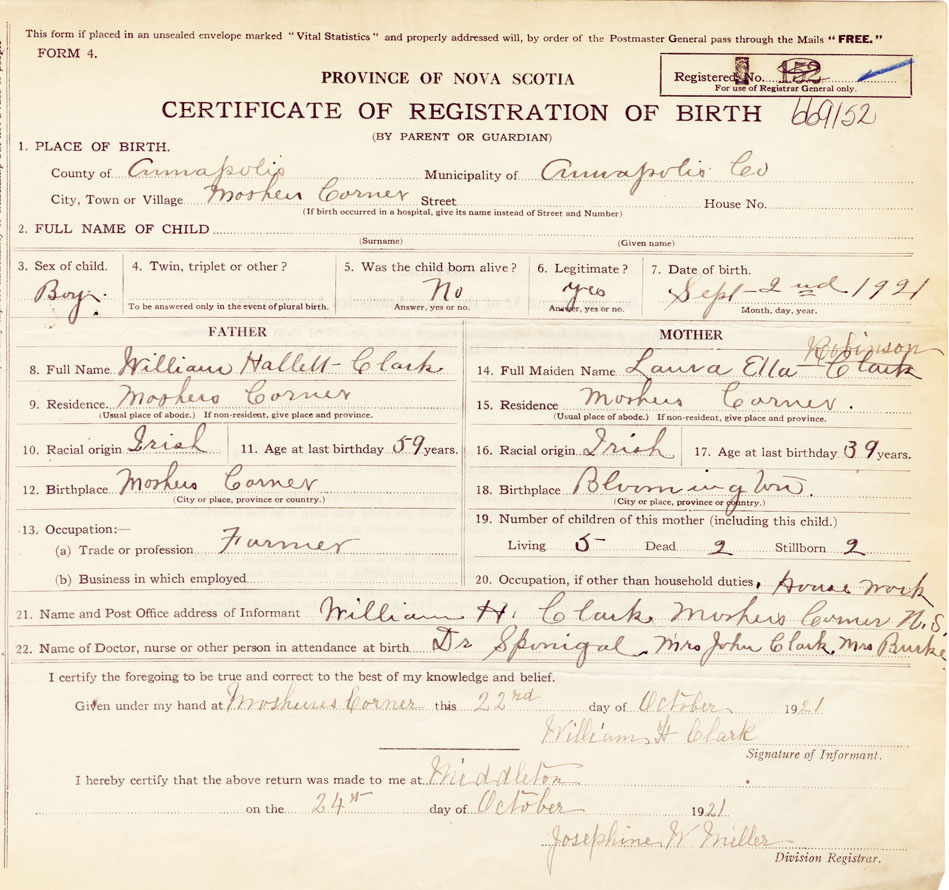 This form if placed in an unsealed envelope marked "Vital Statistics" and properly addressed will, by order of the Postmaster General pass through the Mails "FREE."
FORM 4.
PROVINCE OF NOVA SCOTIA
Registered No. 152
For use of Registrar General only.
CERTIFICATE OF REGISTRATION OF BIRTH 669152
(BY PARENT OR GUARDIAN)
1. PLACE OF BIRTH.
County of Annapolis Municipality of Annapolis Co
City, Town or Village Moshers Corner Street House No.
(If birth occurred in a hospital, give its name instead of Street and Number)
2. FULL NAME OF CHILD
(Surname) (Given name)
3. Sex of child. 4. Twin, triplet or other? 5. Was the child born alive? 6. Legitimate? 7. Date of birth.
Boy. No yes Sept 2nd 1921
To be answered only in the event of plural birth. Answer, yes or no. Answer, yes or no. Month, day, year.
FATHER MOTHER
Robinson
8. Full Name William Hallett Clark 14. Full Maiden Name Laura Ella Clark
9. Residence Moshers Corner 15. Residence Moshers Corner.
(Usual place of abode.) If non-resident, give place and province. (Usual place of abode.) If non-resident, give place and province.
10. Racial origin Irish 11. Age at last birthday 59 years. 16. Racial origin Irish 17. Age at last birthday 39 years.
12. Birthplace Moshers Corner 18. Birthplace Bloomington.
(City or place, province or country.) (City or place, province or country.)
13. Occupation:— 19. Number of children of this mother (including this child.)
(a) Trade or profession Farmer Living 5 Dead 2 Stillborn 2
(b) Business in which employed 20. Occupation, if other than household duties. House work
21. Name and Post Office address of Informant William H. Clark Moshers Corner N.S.
22. Name of Doctor, nurse or other person in attendance at birth Dr Sponigal, Mrs John Clark, Mrs Burke
I certify the foregoing to be true and correct to the best of my knowledge and belief.
Given under my hand at Corner this 22nd day of October 1921
William H Clark
Signature of Informant.
I hereby certify that the above return was made to me at Middleton
on the 24th day of October 1921
Josephine W Miller
Division Registrar.